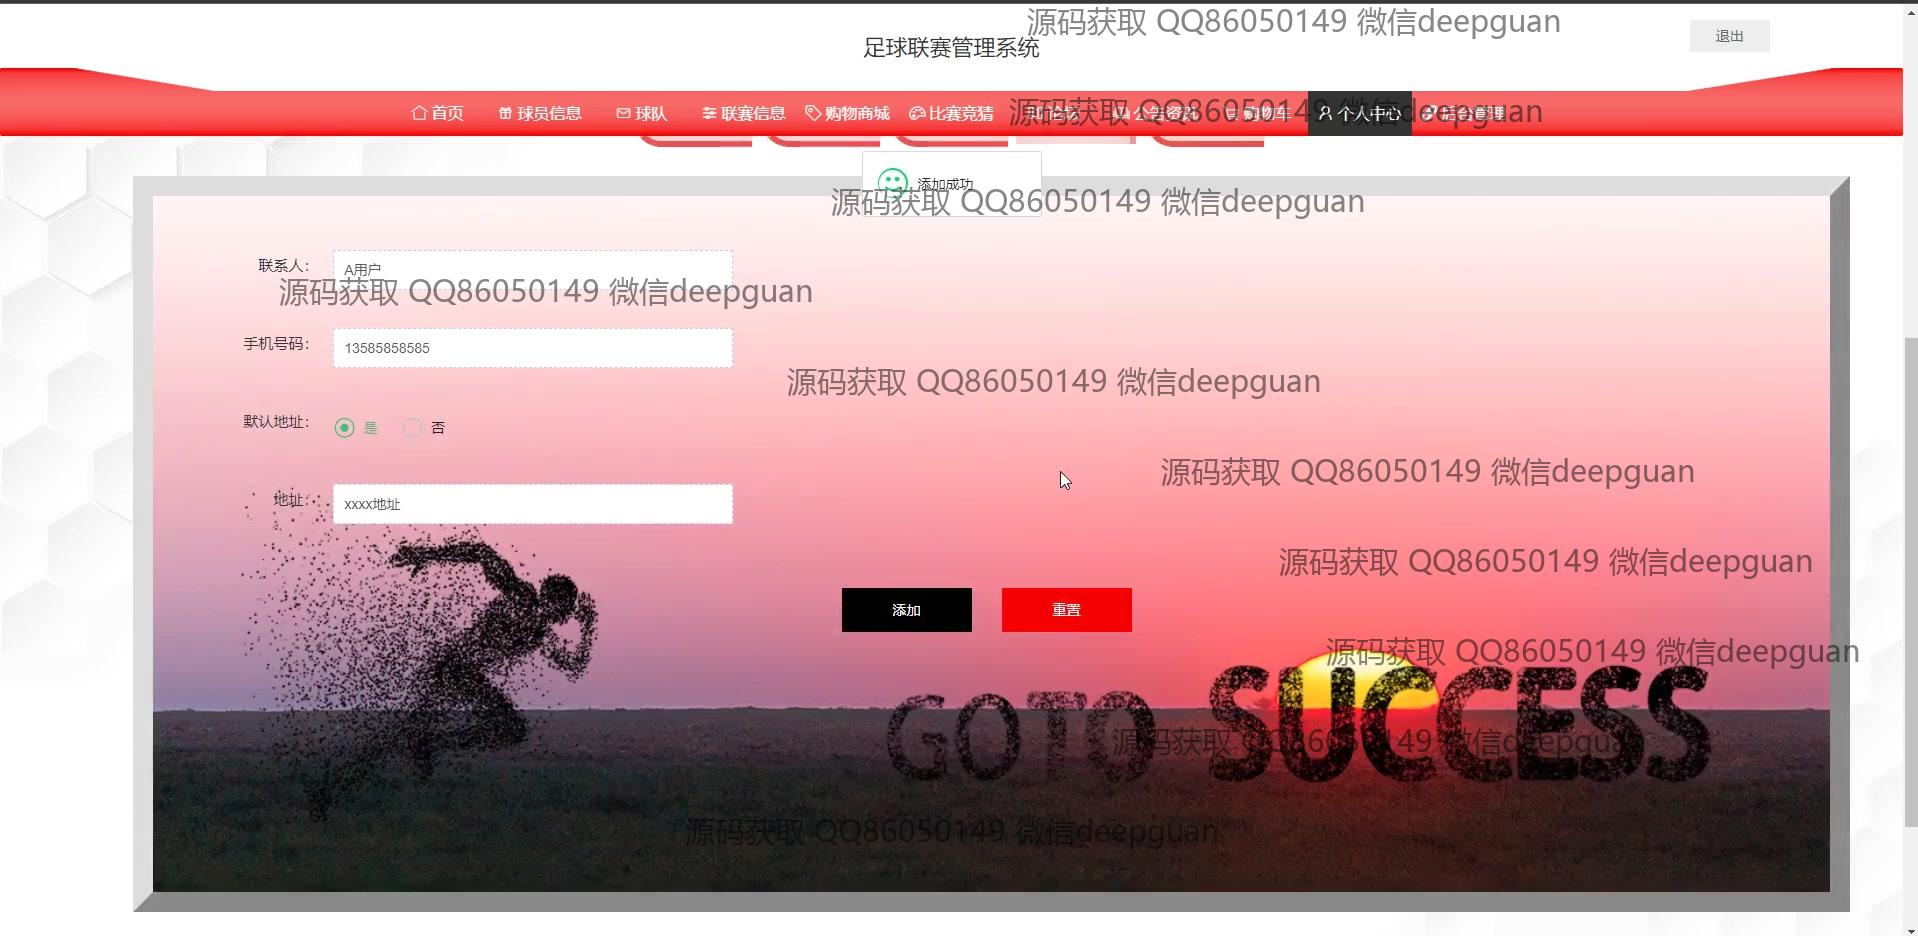 源码获取 QQ86050149 微信deepguan
足球联赛管理系统
退出
首页 球员信息 球队 联赛信息 购物商城 比赛竞猜 公告资讯 购物车 个人中心 后台管理
源码获取 QQ86050149 微信deepguan
添加成功
源码获取 QQ86050149 微信deepguan
联系人： A用户
源码获取 QQ86050149 微信deepguan
手机号码： 13585858585
源码获取 QQ86050149 微信deepguan
默认地址： 是 否
源码获取 QQ86050149 微信deepguan
地址： xxxx地址
源码获取 QQ86050149 微信deepguan
添加 重置
源码获取 QQ86050149 微信deepguan
GOTO SUCCESS
源码获取 QQ86050149 微信deepguan
源码获取 QQ86050149 微信deepguan